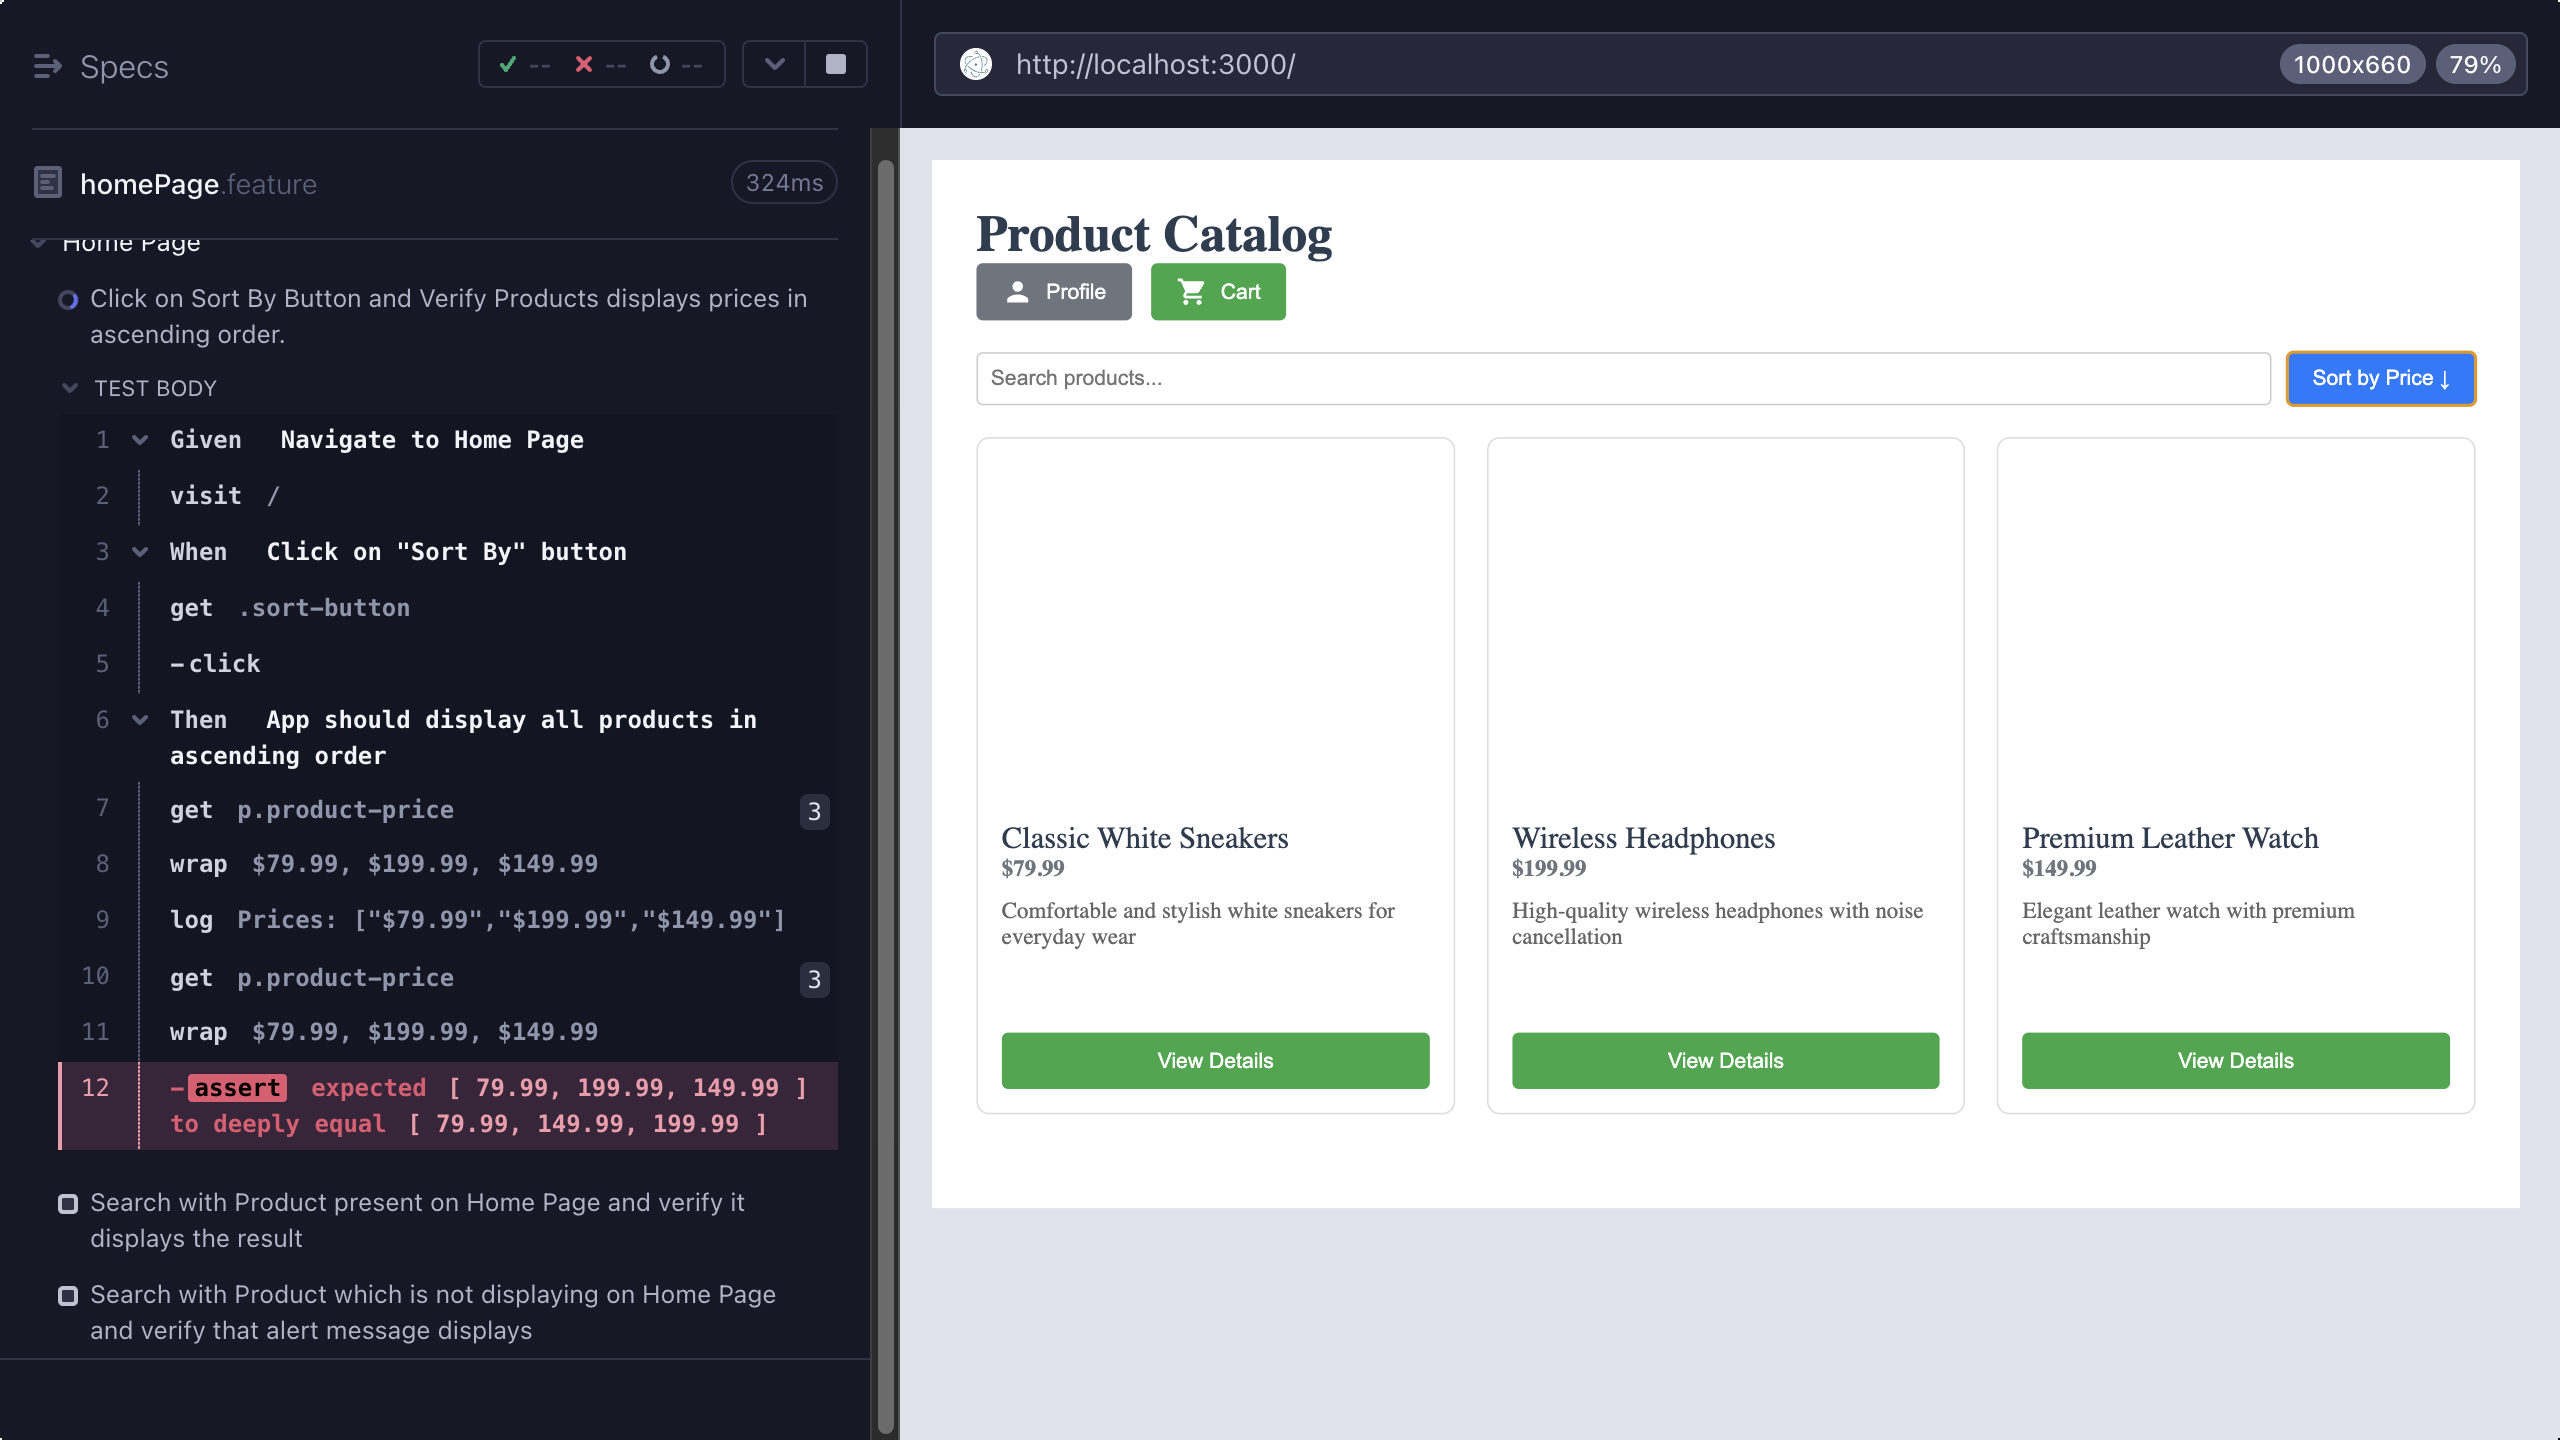 Specs
-- -- --
homePage.feature
324ms
Home Page
Click on Sort By Button and Verify Products displays prices in
ascending order.
TEST BODY
1 Given Navigate to Home Page
2 visit /
3 When Click on "Sort By" button
4 get .sort-button
5 -click
6 Then App should display all products in
ascending order
7 get p.product-price 3
8 wrap $79.99, $199.99, $149.99
9 log Prices: ["$79.99","$199.99","$149.99"]
10 get p.product-price 3
11 wrap $79.99, $199.99, $149.99
12 -assert expected [ 79.99, 199.99, 149.99 ]
to deeply equal [ 79.99, 149.99, 199.99 ]
Search with Product present on Home Page and verify it
displays the result
Search with Product which is not displaying on Home Page
and verify that alert message displays
http://localhost:3000/
1000x660 79%
Product Catalog
Profile Cart
Search products...
Sort by Price ↓
Classic White Sneakers
$79.99
Comfortable and stylish white sneakers for
everyday wear
View Details
Wireless Headphones
$199.99
High-quality wireless headphones with noise
cancellation
View Details
Premium Leather Watch
$149.99
Elegant leather watch with premium
craftsmanship
View Details